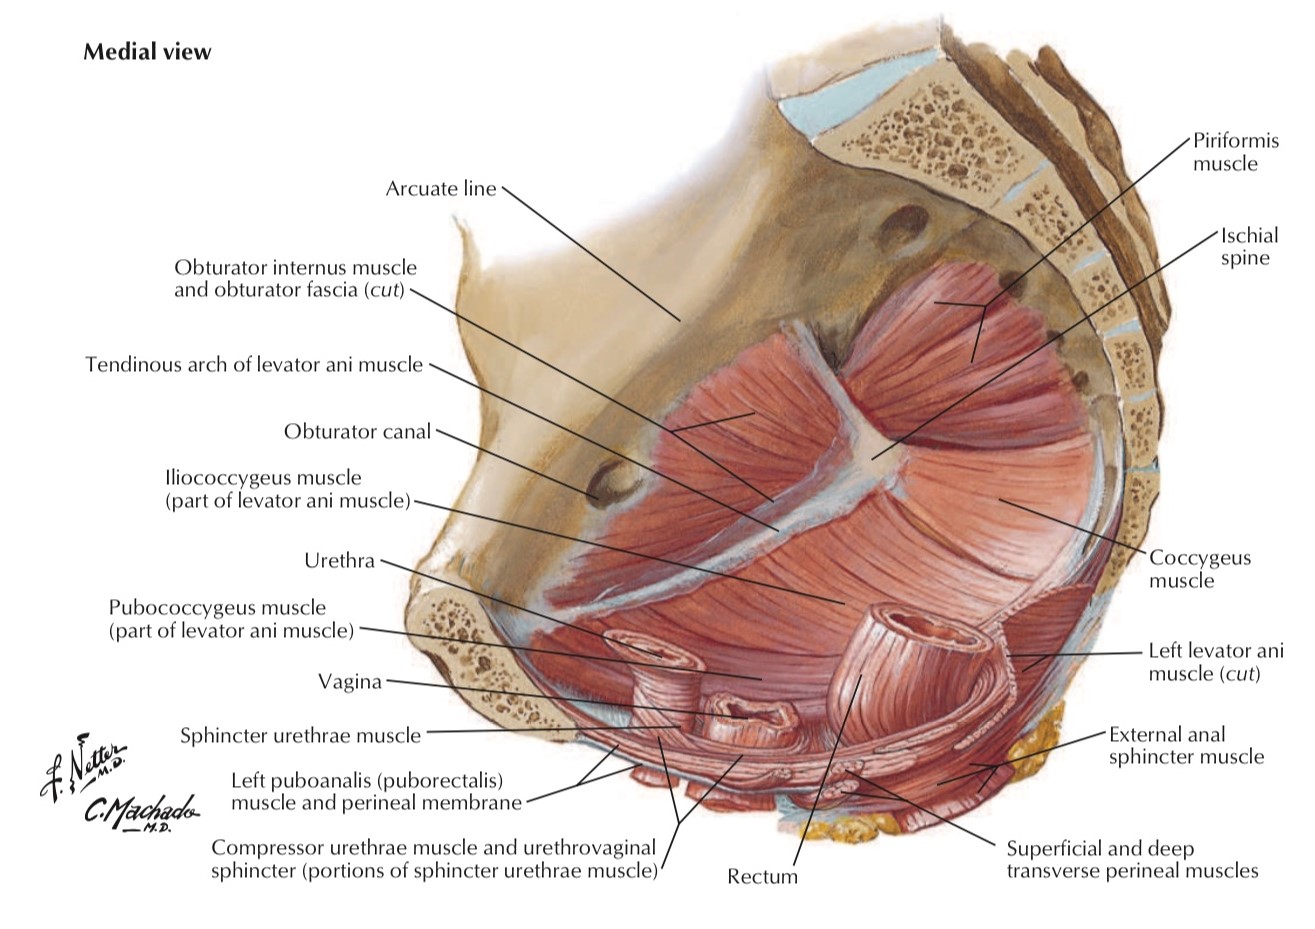 Medial view
Piriformis
muscle
Arcuate line
Ischial
spine
Obturator internus muscle
and obturator fascia (cut)
Tendinous arch of levator ani muscle
Obturator canal
Iliococcygeus muscle
(part of levator ani muscle)
Urethra
Coccygeus
muscle
Pubococcygeus muscle
(part of levator ani muscle)
Left levator ani
muscle (cut)
Vagina
Sphincter urethrae muscle
External anal
sphincter muscle
Left puboanalis (puborectalis)
muscle and perineal membrane
Compressor urethrae muscle and urethrovaginal
sphincter (portions of sphincter urethrae muscle)
Rectum
Superficial and deep
transverse perineal muscles
f. Netter
M.D.
C. Machado
M.D.